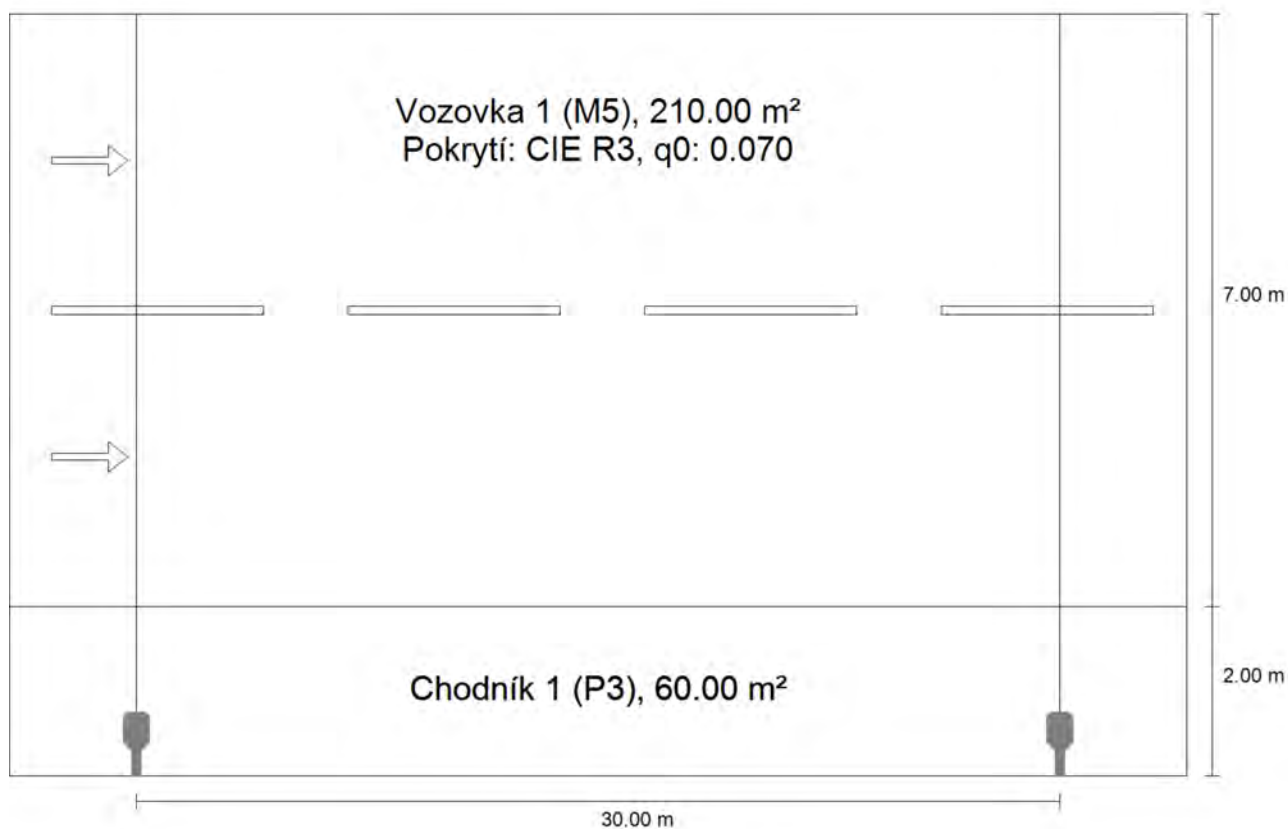 Vozovka 1 (M5), 210.00 m²
Pokrytí: CIE R3, q0: 0.070
7.00 m
Chodník 1 (P3), 60.00 m²
2.00 m
30.00 m